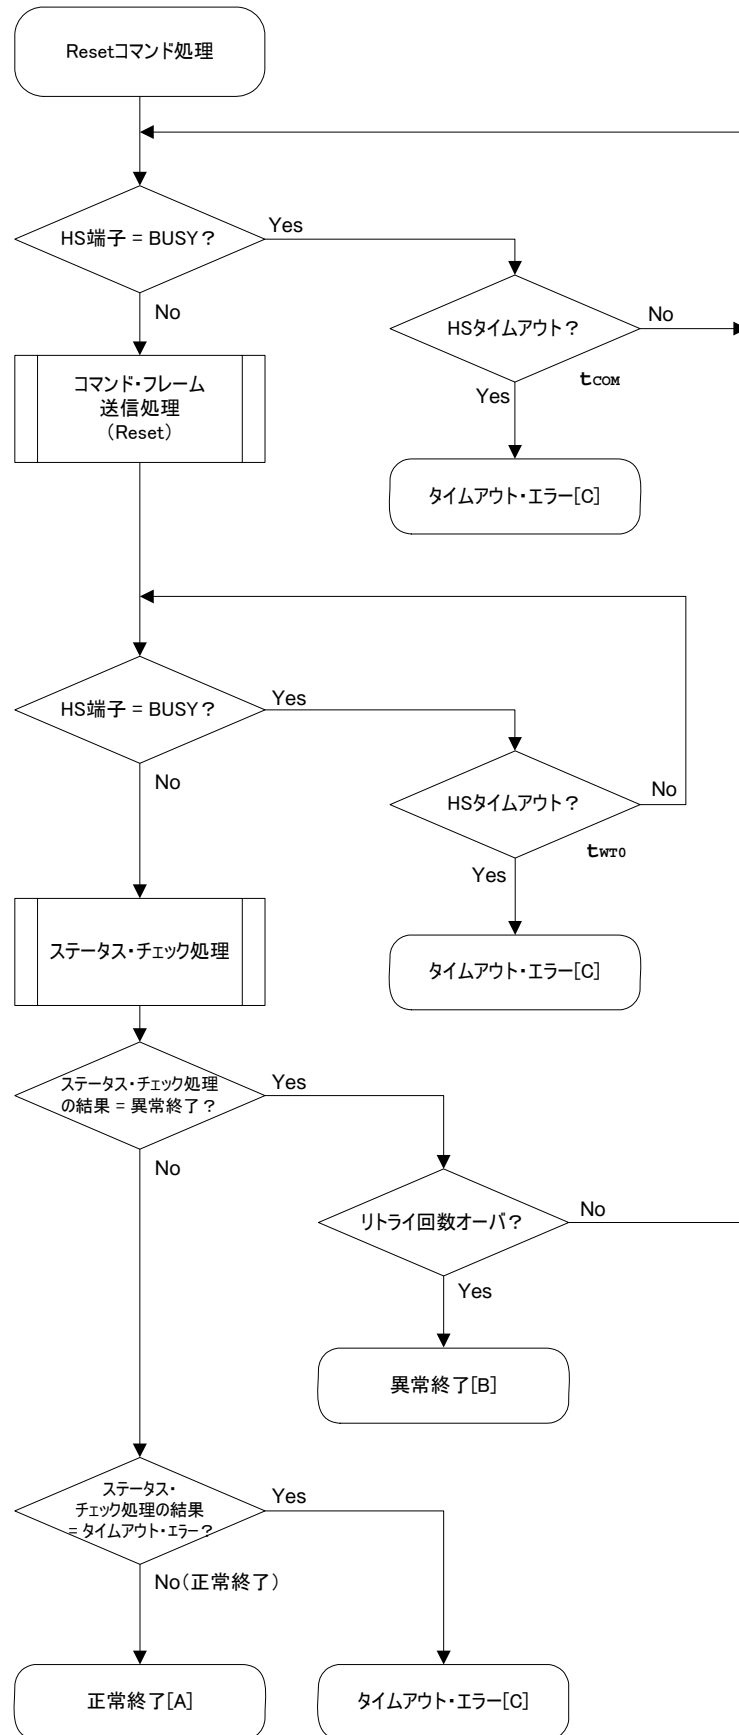 Resetコマンド処理
HS端子 = BUSY?
Yes
No
HSタイムアウト?
No
tCOM
Yes
コマンド・フレーム
送信処理
(Reset)
タイムアウト・エラー[C]
HS端子 = BUSY?
Yes
No
HSタイムアウト?
No
tWT0
Yes
ステータス・チェック処理
タイムアウト・エラー[C]
ステータス・チェック処理
の結果 = 異常終了?
Yes
No
リトライ回数オーバ?
No
Yes
異常終了[B]
ステータス・
チェック処理の結果
= タイムアウト・エラー?
Yes
No(正常終了)
正常終了[A]
タイムアウト・エラー[C]